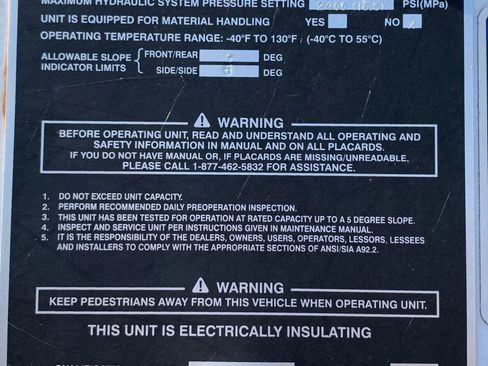 MAXIMUM HYDRAULIC SYSTEM PRESSURE SETTING PSI(MPa)
UNIT IS EQUIPPED FOR MATERIAL HANDLING YES NO X
OPERATING TEMPERATURE RANGE: -40°F TO 130°F / (-40°C TO 55°C)
ALLOWABLE SLOPE INDICATOR LIMITS
FRONT/REAR 5 DEG
SIDE/SIDE 5 DEG
WARNING
BEFORE OPERATING UNIT, READ AND UNDERSTAND ALL OPERATING AND
SAFETY INFORMATION IN MANUAL AND ON ALL PLACARDS.
IF YOU DO NOT HAVE MANUAL OR, IF PLACARDS ARE MISSING/UNREADABLE,
PLEASE CALL 1-877-462-5832 FOR ASSISTANCE.
1. DO NOT EXCEED UNIT CAPACITY.
2. PERFORM RECOMMENDED DAILY PREOPERATION INSPECTION.
3. THIS UNIT HAS BEEN TESTED FOR OPERATION AT RATED CAPACITY UP TO A 5 DEGREE SLOPE.
4. INSPECT AND SERVICE UNIT PER INSTRUCTIONS GIVEN IN MAINTENANCE MANUAL.
5. IT IS THE RESPONSIBILITY OF THE DEALERS, OWNERS, USERS, OPERATORS, LESSORS, LESSEES
AND INSTALLERS TO COMPLY WITH THE APPROPRIATE SECTIONS OF ANSI/SIA A92.2.
WARNING
KEEP PEDESTRIANS AWAY FROM THIS VEHICLE WHEN OPERATING UNIT.
THIS UNIT IS ELECTRICALLY INSULATING